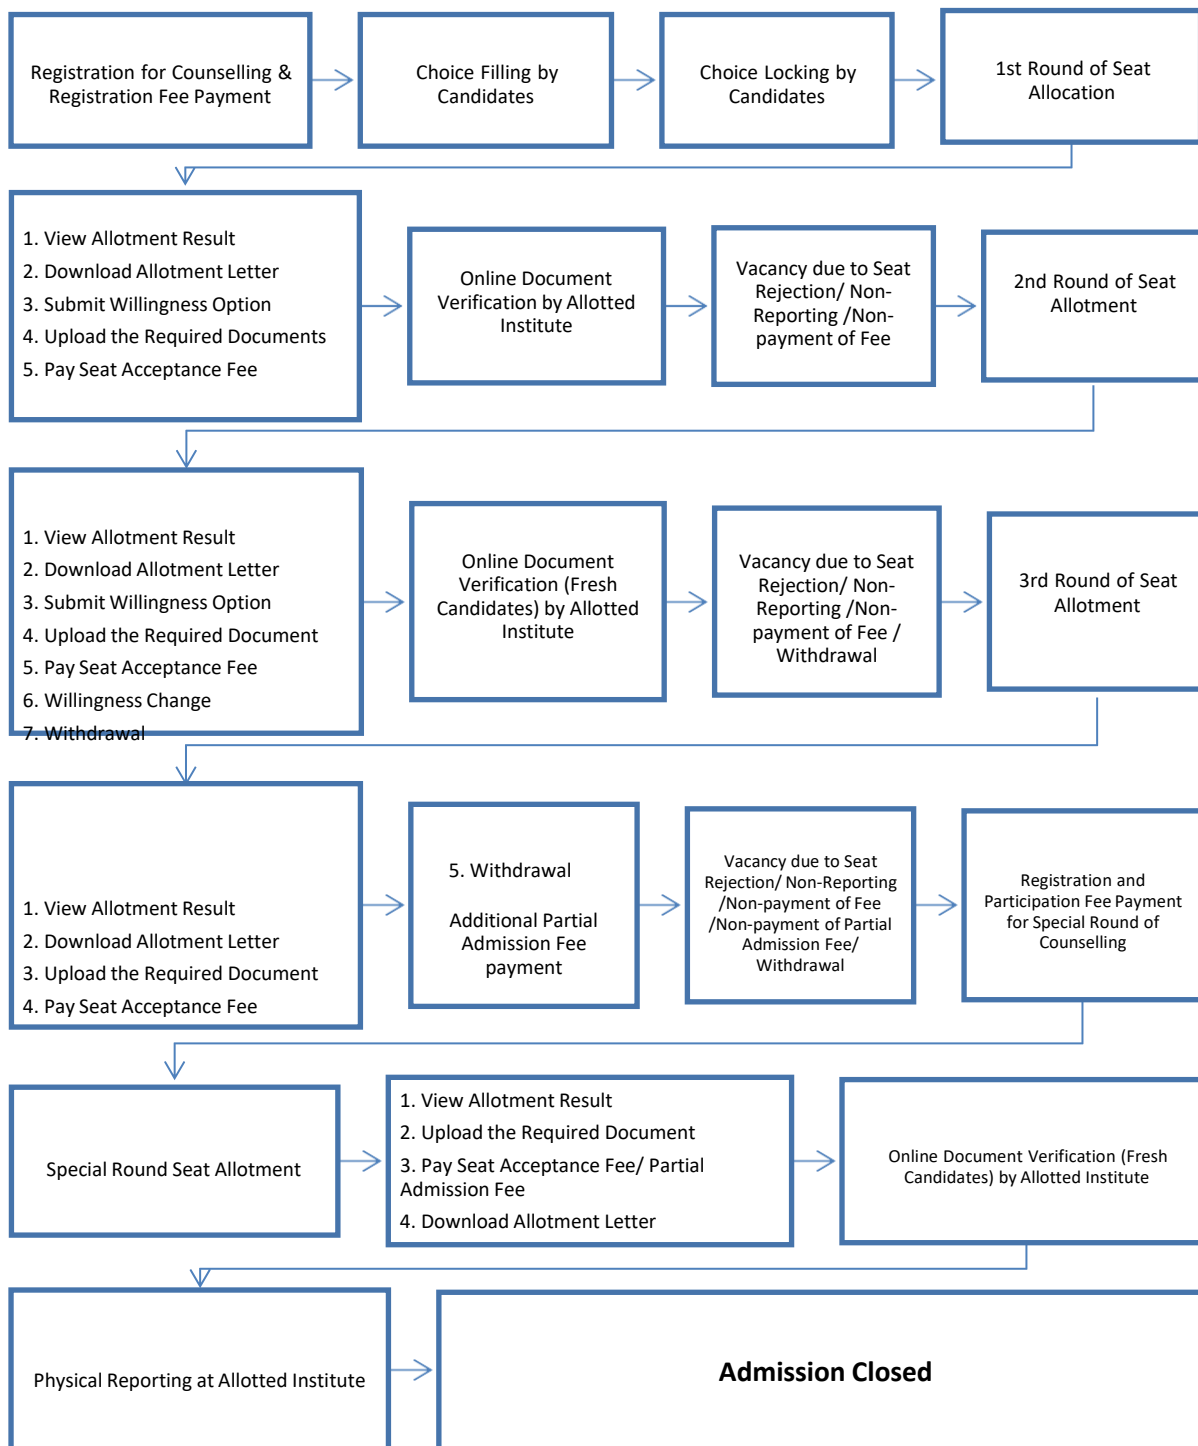 Registration for Counselling &
Registration Fee Payment
Choice Filling by
Candidates
Choice Locking by
Candidates
1st Round of Seat
Allocation
1. View Allotment Result
2. Download Allotment Letter
3. Submit Willingness Option
4. Upload the Required Documents
5. Pay Seat Acceptance Fee
Online Document
Verification by Allotted
Institute
Vacancy due to Seat
Rejection/ Non-
Reporting /Non-
payment of Fee
2nd Round of Seat
Allotment
1. View Allotment Result
2. Download Allotment Letter
3. Submit Willingness Option
4. Upload the Required Document
5. Pay Seat Acceptance Fee
6. Willingness Change
7. Withdrawal
Online Document
Verification (Fresh
Candidates) by Allotted
Institute
Vacancy due to Seat
Rejection/ Non-
Reporting /Non-
payment of Fee /
Withdrawal
3rd Round of Seat
Allotment
1. View Allotment Result
2. Download Allotment Letter
3. Upload the Required Document
4. Pay Seat Acceptance Fee
5. Withdrawal
Additional Partial
Admission Fee
payment
Vacancy due to Seat
Rejection/ Non-Reporting
/Non-payment of Fee
/Non-payment of Partial
Admission Fee/
Withdrawal
Registration and
Participation Fee Payment
for Special Round of
Counselling
Special Round Seat Allotment
1. View Allotment Result
2. Upload the Required Document
3. Pay Seat Acceptance Fee/ Partial
Admission Fee
4. Download Allotment Letter
Online Document Verification (Fresh
Candidates) by Allotted Institute
Physical Reporting at Allotted Institute
Admission Closed